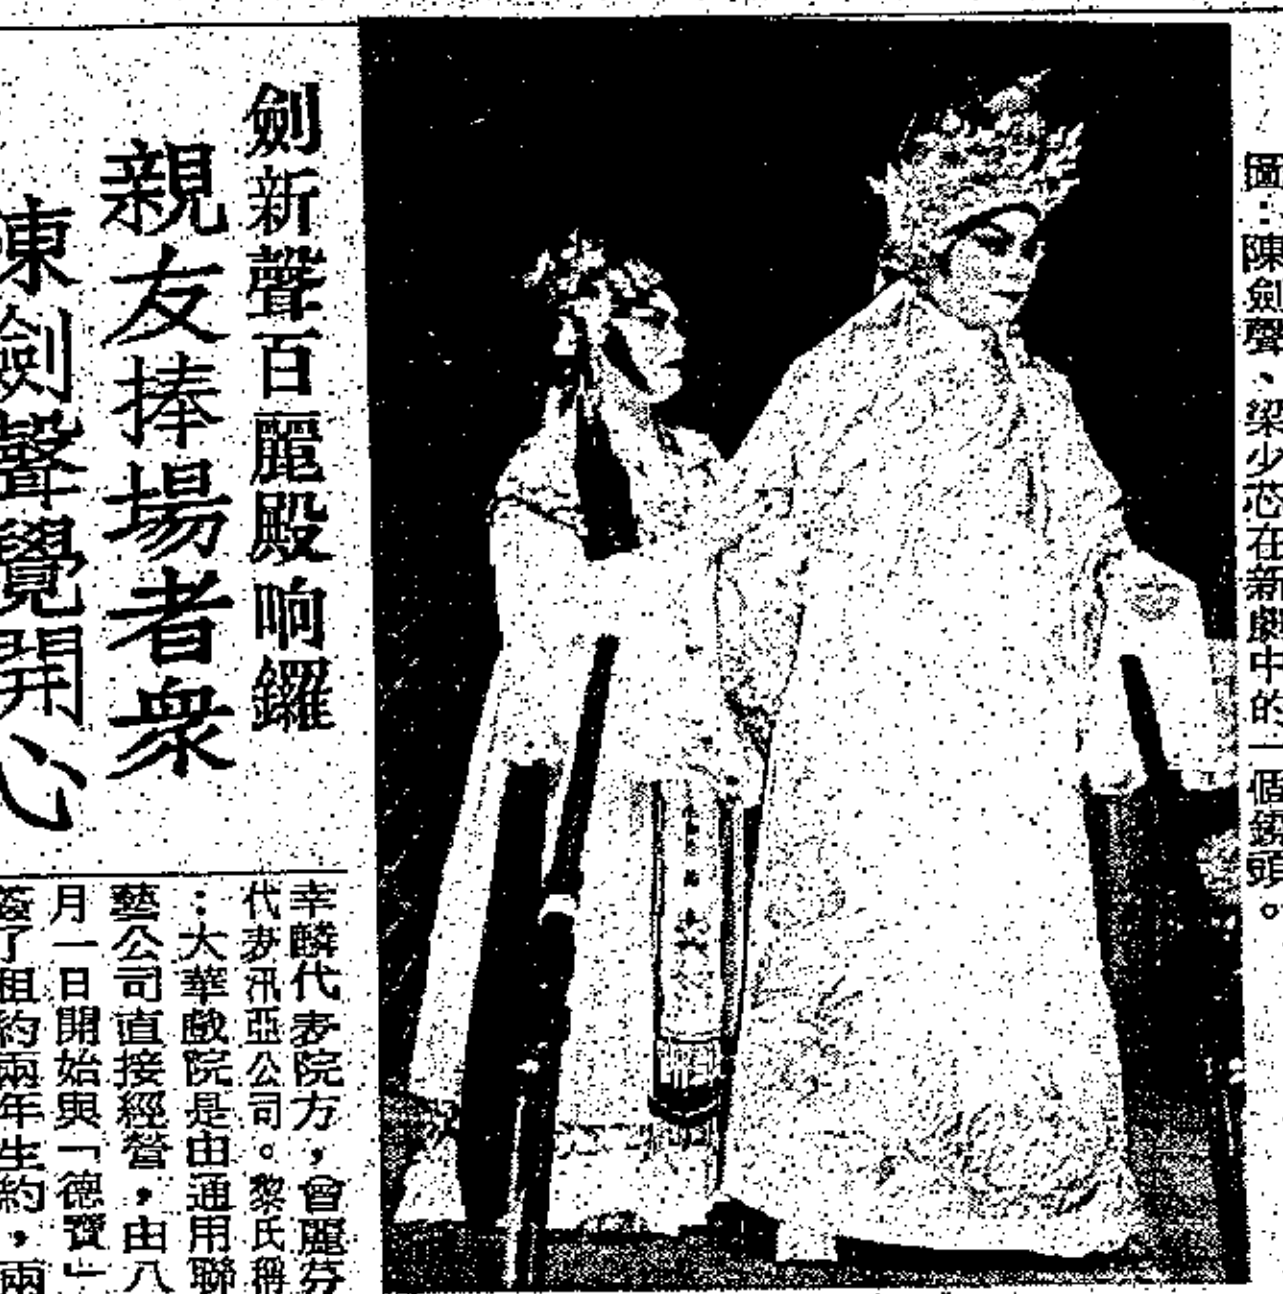 圖：陳劍聲、梁少芯在新劇中的一個鏡頭。
劍新聲百麗殿响鑼
親友捧場者衆
陳劍聲覺開心
幸麟代表院方，曾麗芬
代表汛亞公司。黎氏稱
：大華戲院是由通用聯
藝公司直接經營，由八
月一日開始與「德寶」
簽了租約兩年生約，兩